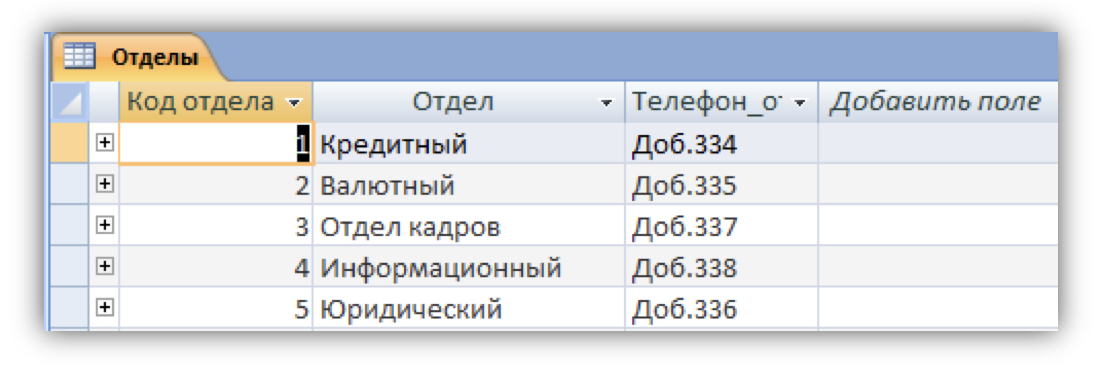 Отделы
Код отдела Отдел Телефон_о Добавить поле
1 Кредитный Доб.334
2 Валютный Доб.335
3 Отдел кадров Доб.337
4 Информационный Доб.338
5 Юридический Доб.336